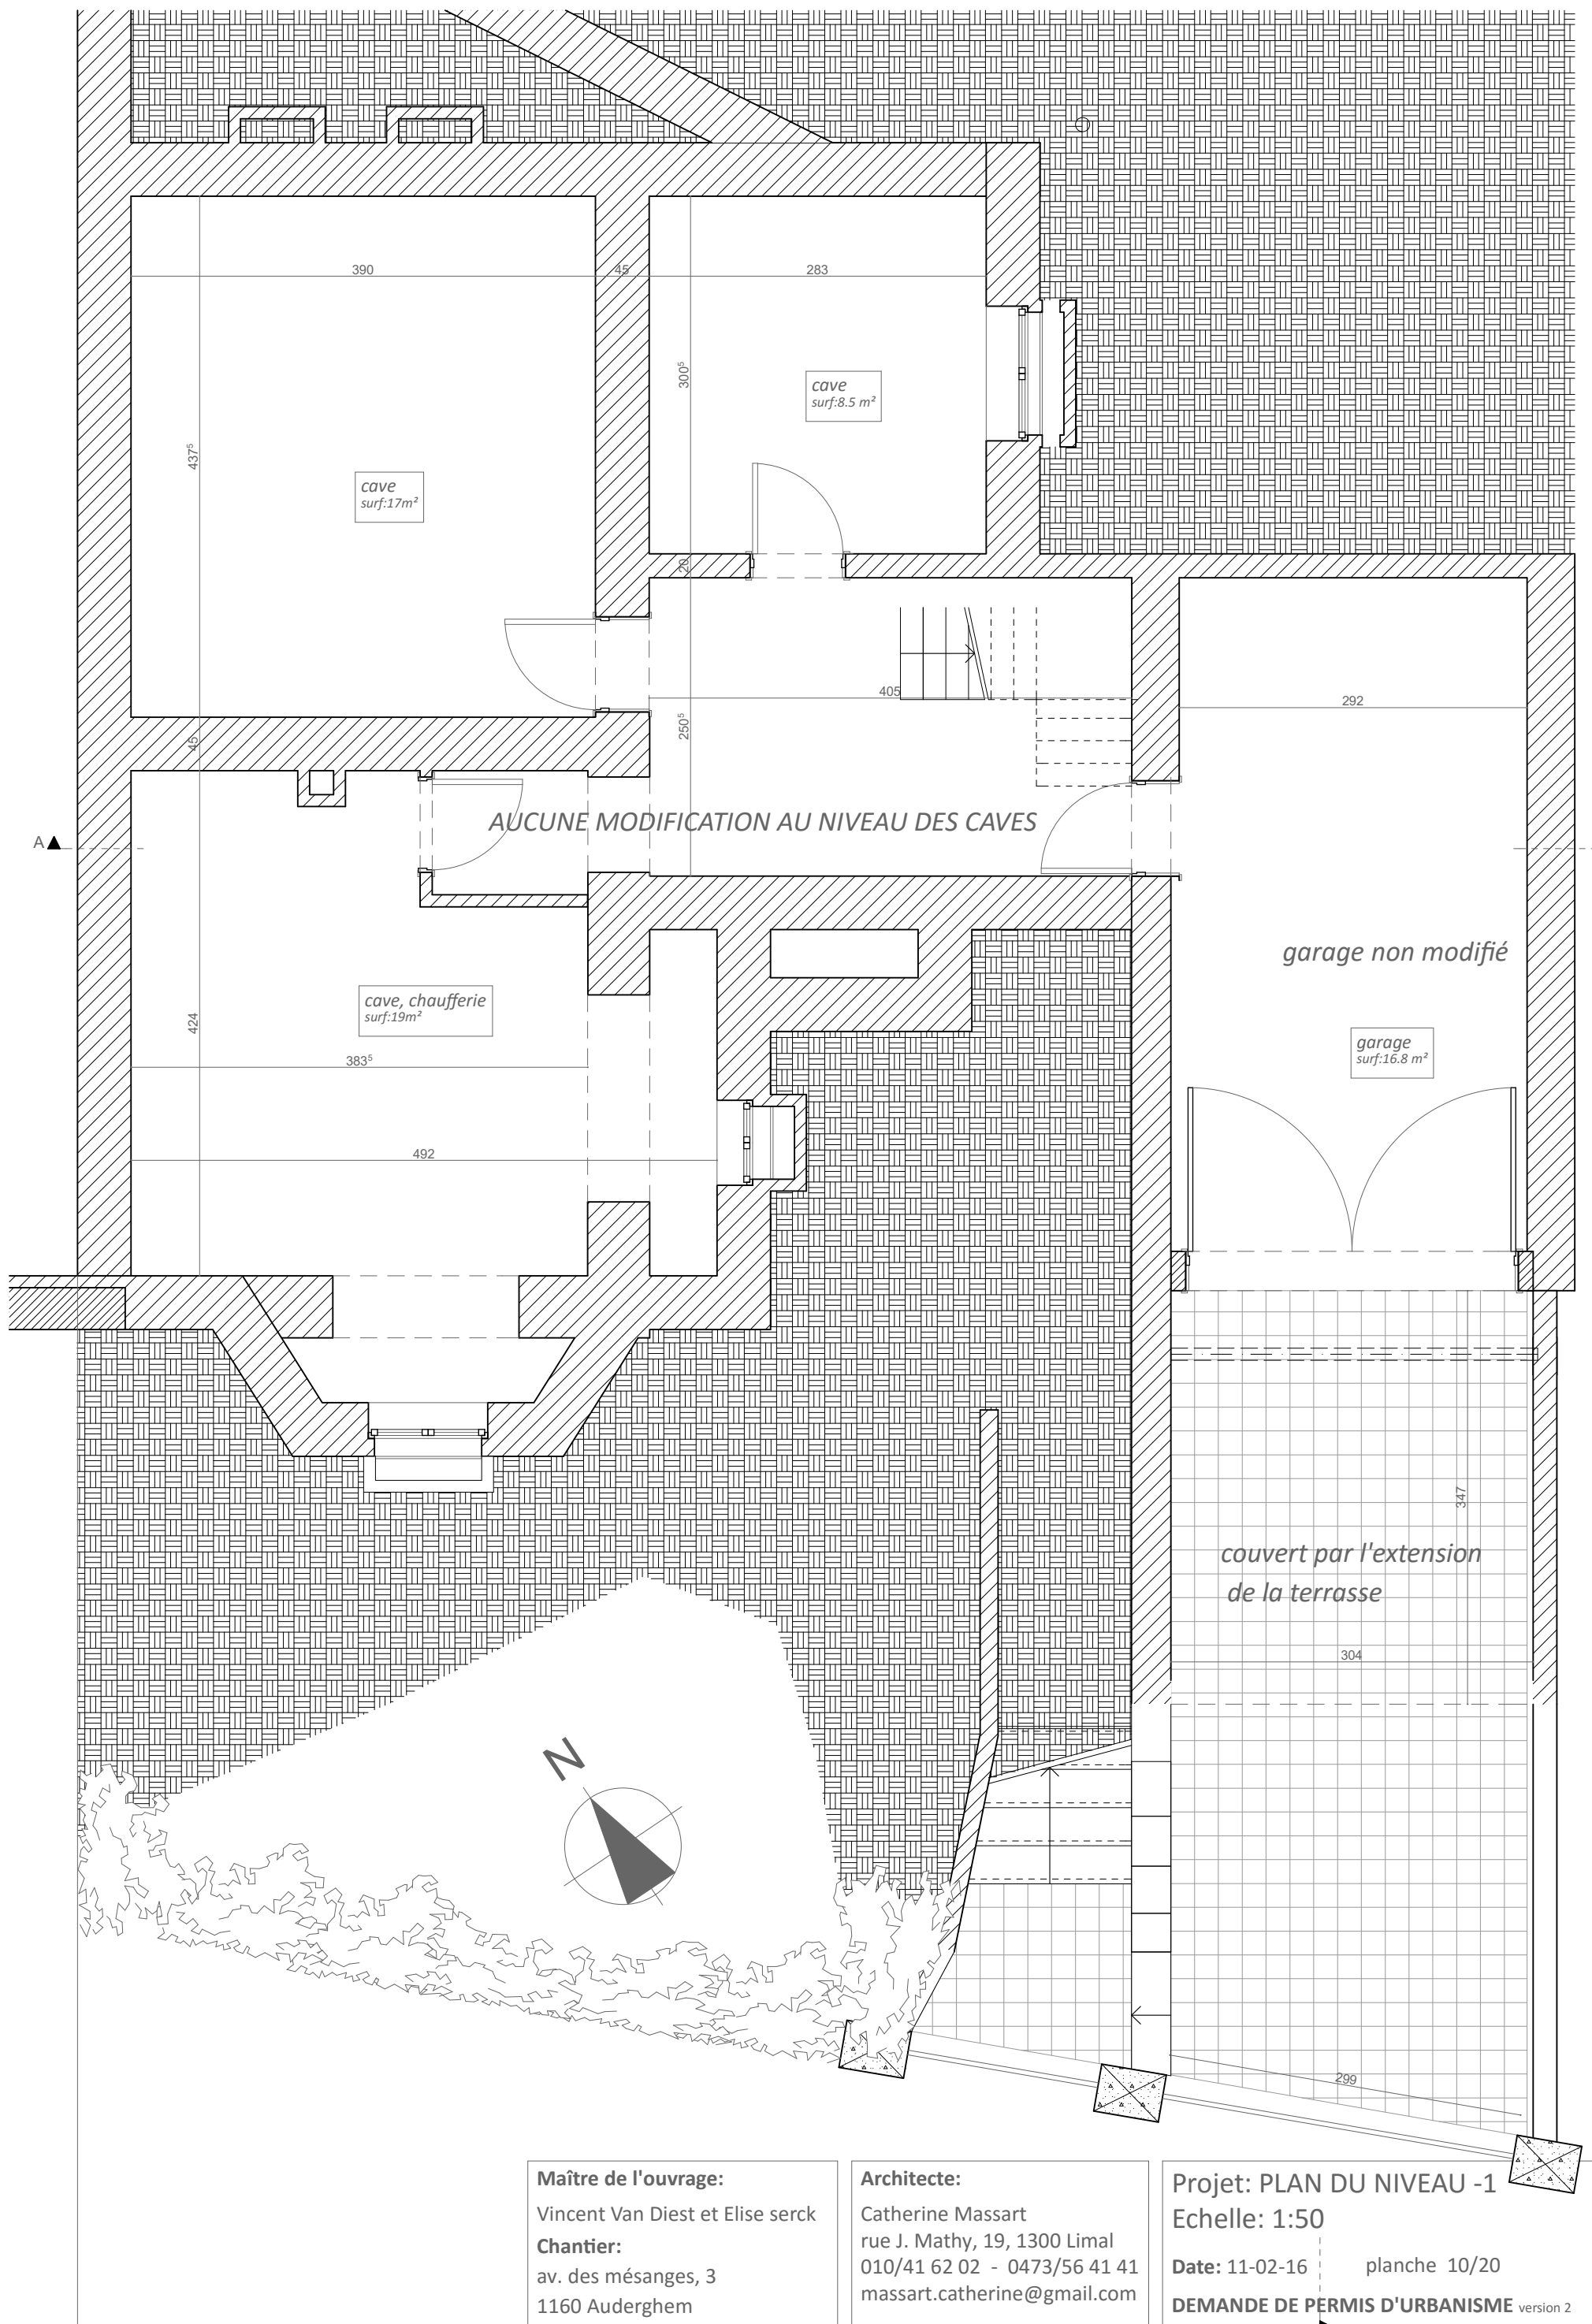 390
45
283
300⁵
cave
surf:8.5 m²
437⁵
cave
surf:17m²
20
405
292
250⁵
45
AUCUNE MODIFICATION AU NIVEAU DES CAVES
A
garage non modifié
cave, chaufferie
surf:19m²
424
garage
surf:16.8 m²
383⁵
492
347
couvert par l'extension
de la terrasse
304
N
299
Maître de l'ouvrage:
Vincent Van Diest et Elise serck
Chantier:
av. des mésanges, 3
1160 Auderghem
Architecte:
Catherine Massart
rue J. Mathy, 19, 1300 Limal
010/41 62 02 - 0473/56 41 41
massart.catherine@gmail.com
Projet: PLAN DU NIVEAU -1
Echelle: 1:50
Date: 11-02-16 planche 10/20
DEMANDE DE PERMIS D'URBANISME version 2